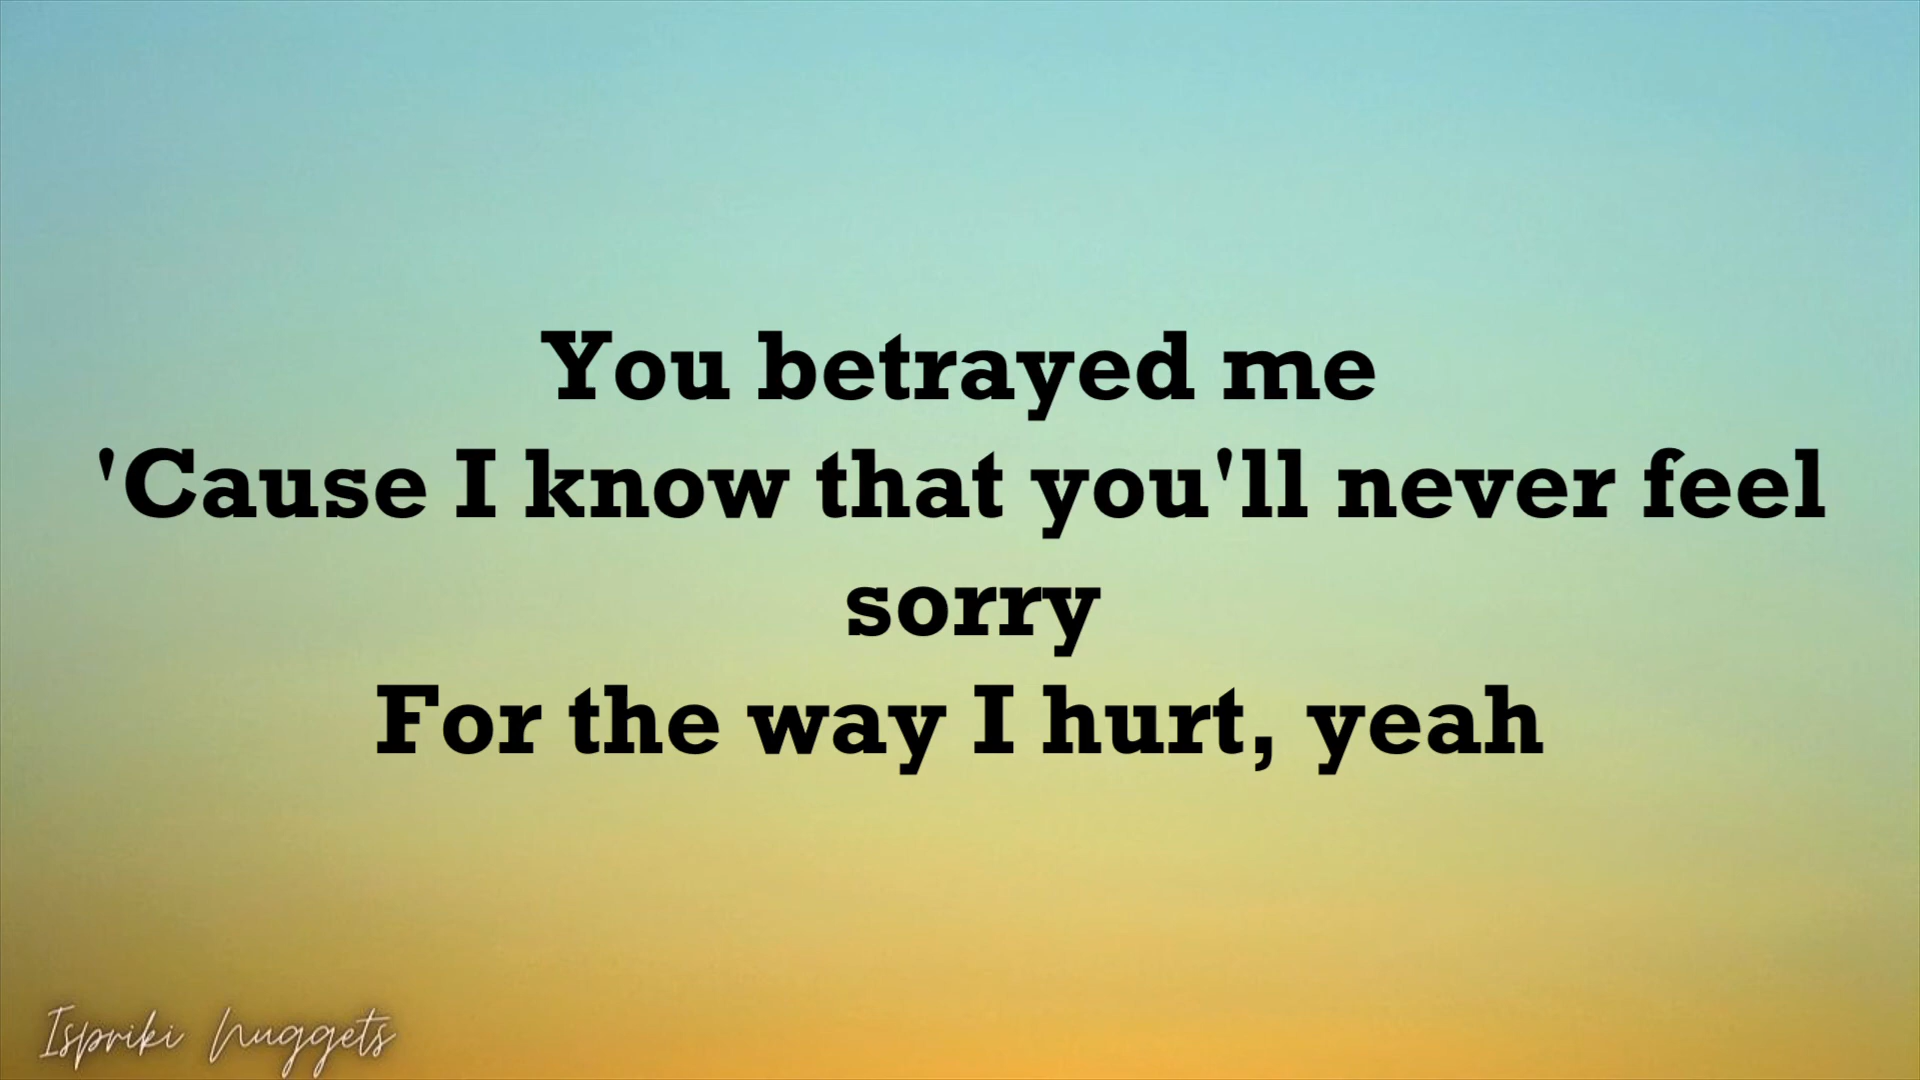 You betrayed me
'Cause I know that you'll never feel
sorry
For the way I hurt, yeah
Ispriki Nuggets